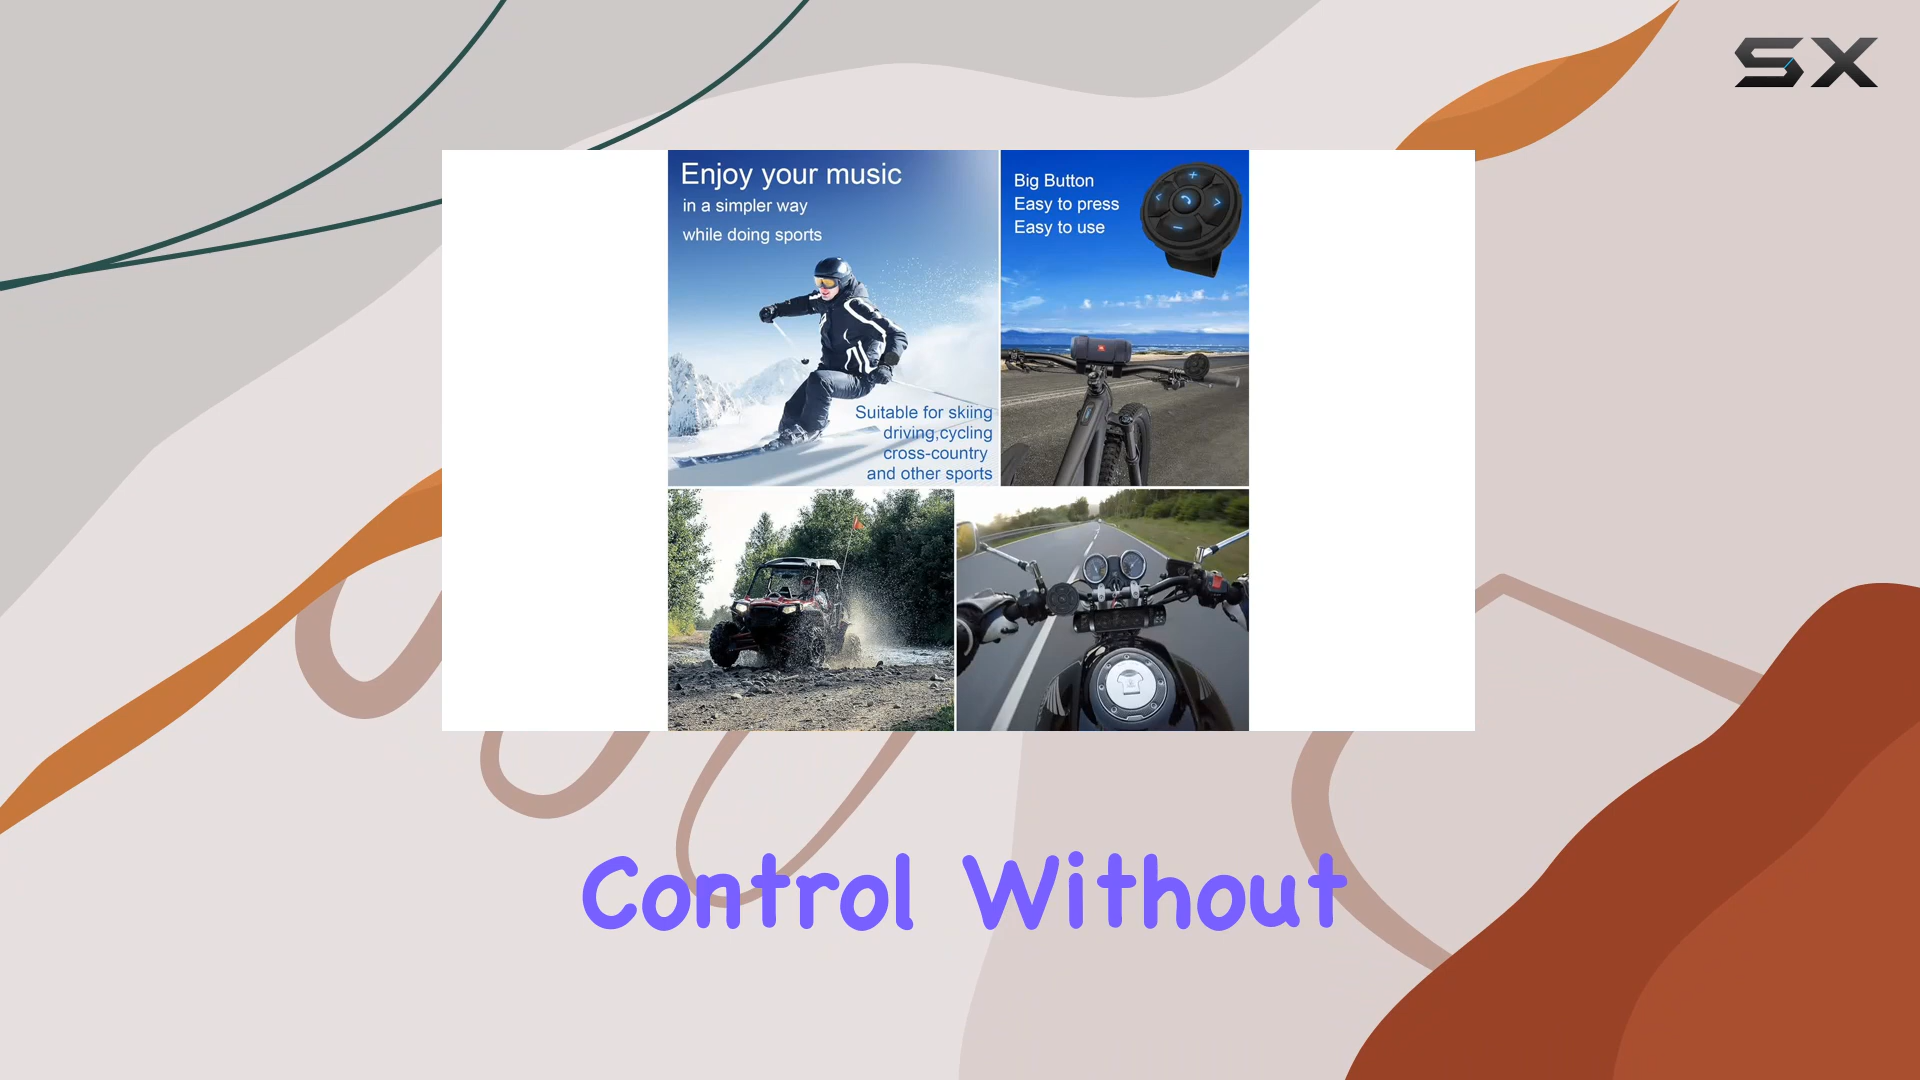 SX
Enjoy your music
in a simpler way
while doing sports
Suitable for skiing
driving,cycling
cross-country
and other sports
Big Button
Easy to press
Easy to use
Control Without